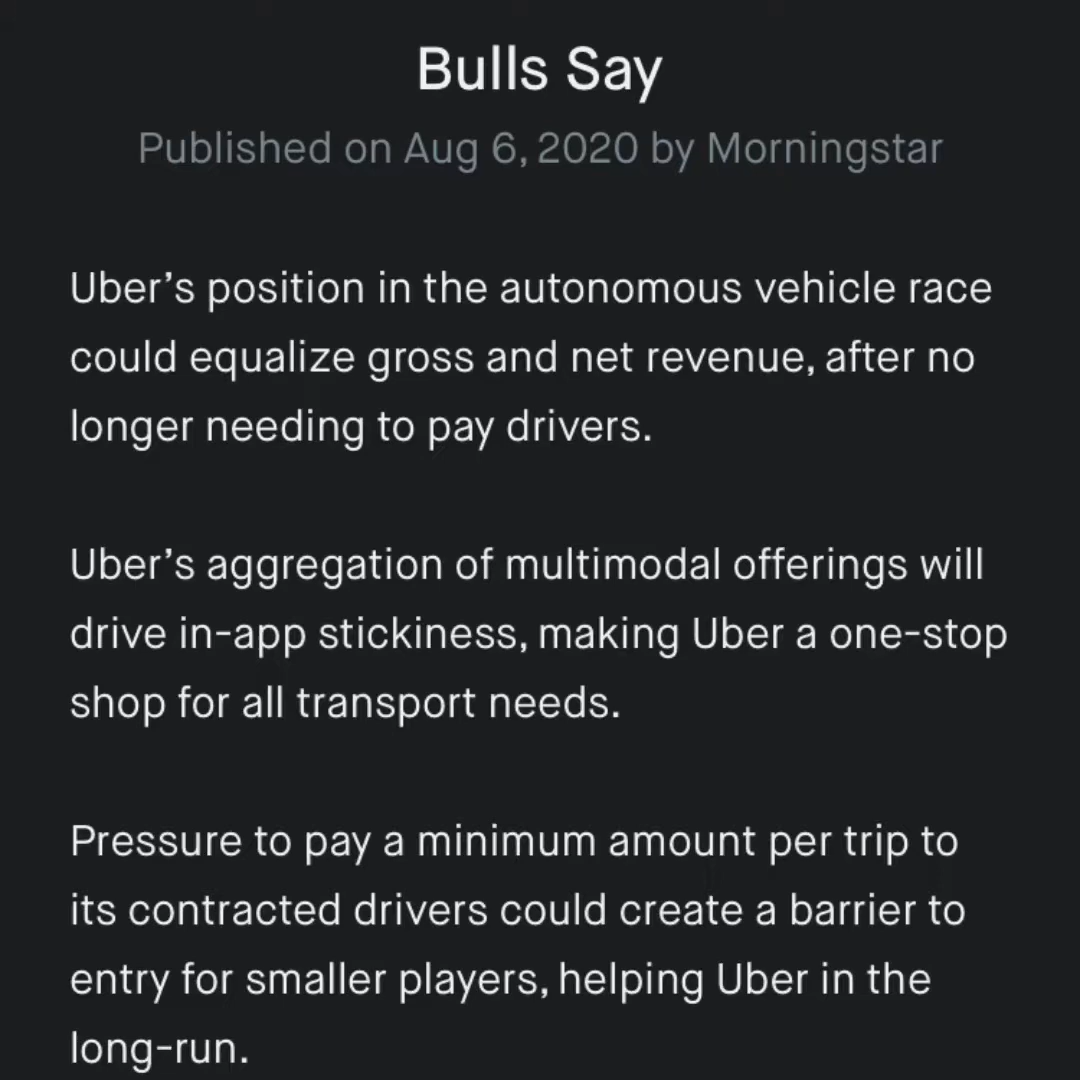 Bulls Say
Published on Aug 6, 2020 by Morningstar
Uber’s position in the autonomous vehicle race
could equalize gross and net revenue, after no
longer needing to pay drivers.
Uber’s aggregation of multimodal offerings will
drive in-app stickiness, making Uber a one-stop
shop for all transport needs.
Pressure to pay a minimum amount per trip to
its contracted drivers could create a barrier to
entry for smaller players, helping Uber in the
long-run.